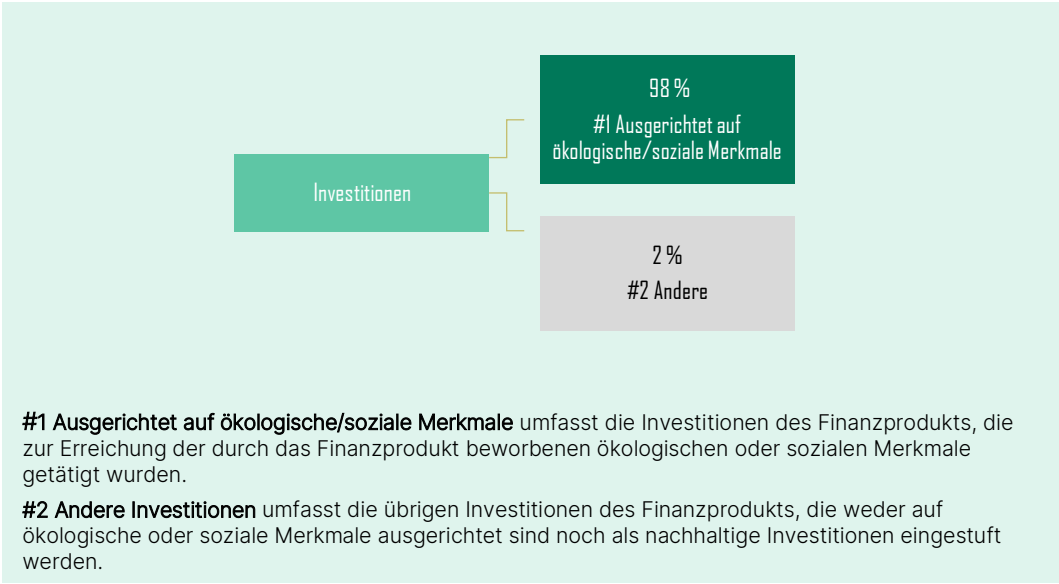 98 %
#1 Ausgerichtet auf
ökologische/soziale Merkmale
Investitionen
2 %
#2 Andere
#1 Ausgerichtet auf ökologische/soziale Merkmale umfasst die Investitionen des Finanzprodukts, die
zur Erreichung der durch das Finanzprodukt beworbenen ökologischen oder sozialen Merkmale
getätigt wurden.
#2 Andere Investitionen umfasst die übrigen Investitionen des Finanzprodukts, die weder auf
ökologische oder soziale Merkmale ausgerichtet sind noch als nachhaltige Investitionen eingestuft
werden.